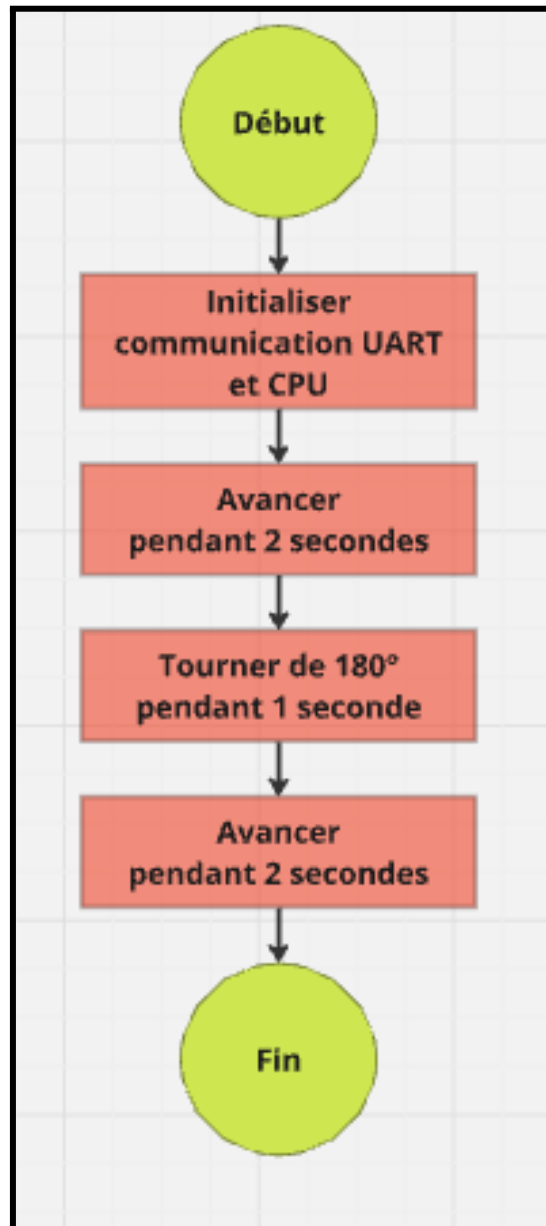 Début
Initialiser
communication UART
et CPU
Avancer
pendant 2 secondes
Tourner de 180°
pendant 1 seconde
Avancer
pendant 2 secondes
Fin